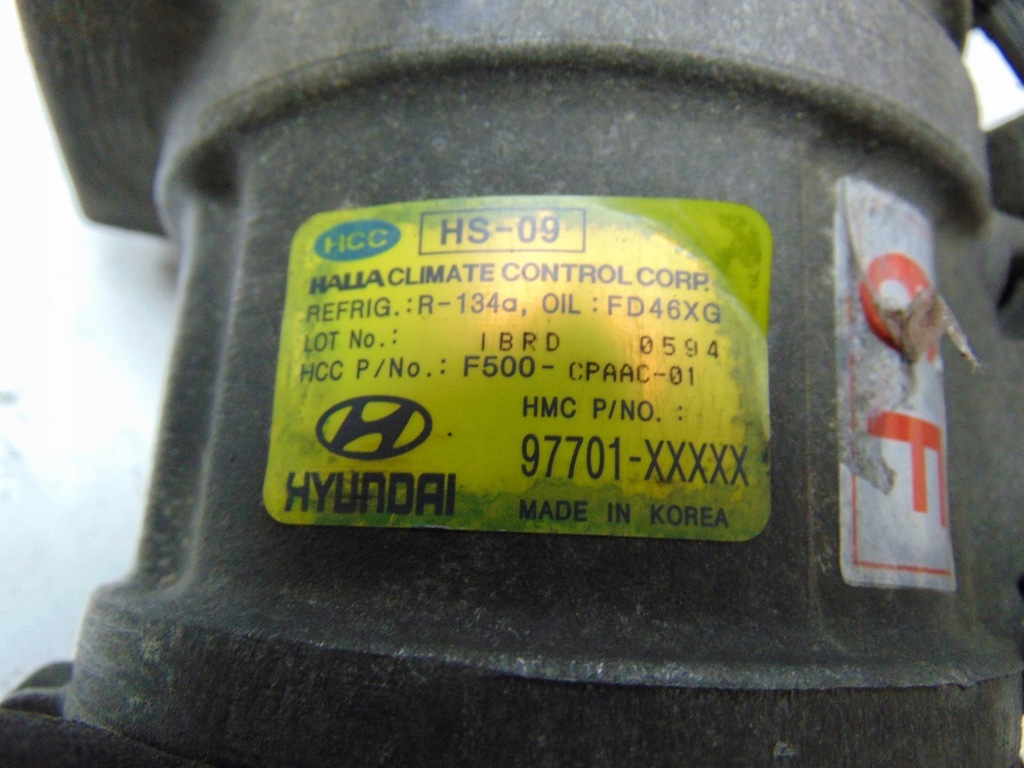 HCC HS-09
HALLA CLIMATE CONTROL CORP.
REFRIG.:R-134a, OIL:FD46XG
LOT No.: IBRD 0594
HCC P/No.: F500-CPAAC-01
HMC P/NO. :
97701-XXXXX
HYUNDAI
MADE IN KOREA